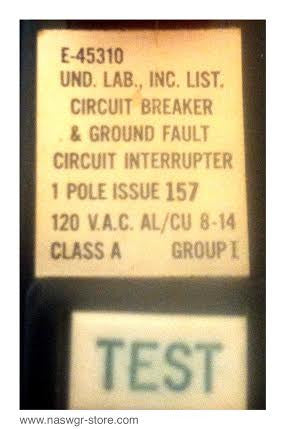 E-45310
UND. LAB., INC. LIST.
CIRCUIT BREAKER
& GROUND FAULT
CIRCUIT INTERRUPTER
1 POLE ISSUE 157
120 V.A.C. AL/CU 8-14
CLASS A GROUP I
TEST
www.naswgr-store.com